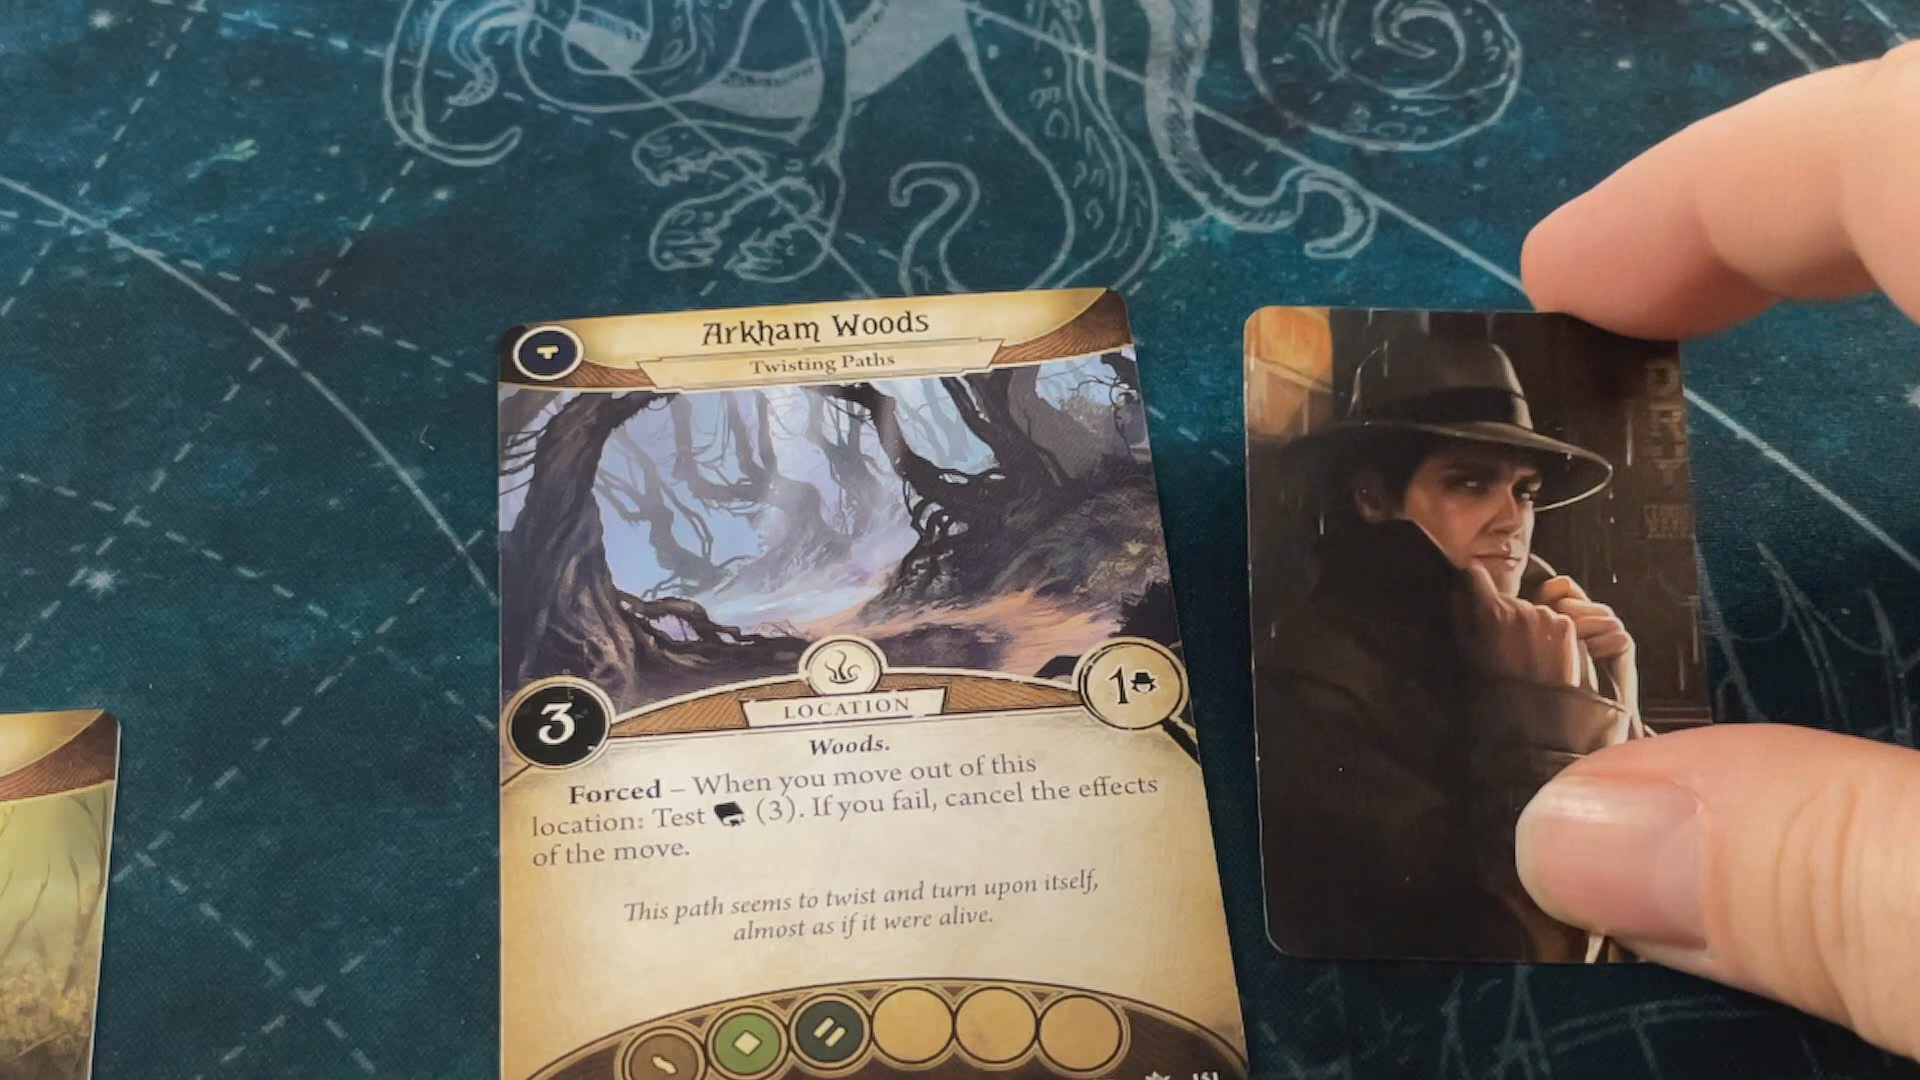 Arkham Woods
Twisting Paths
3
1
LOCATION
Woods.
Forced – When you move out of this
location: Test (3). If you fail, cancel the effects
of the move.
This path seems to twist and turn upon itself,
almost as if it were alive.
151